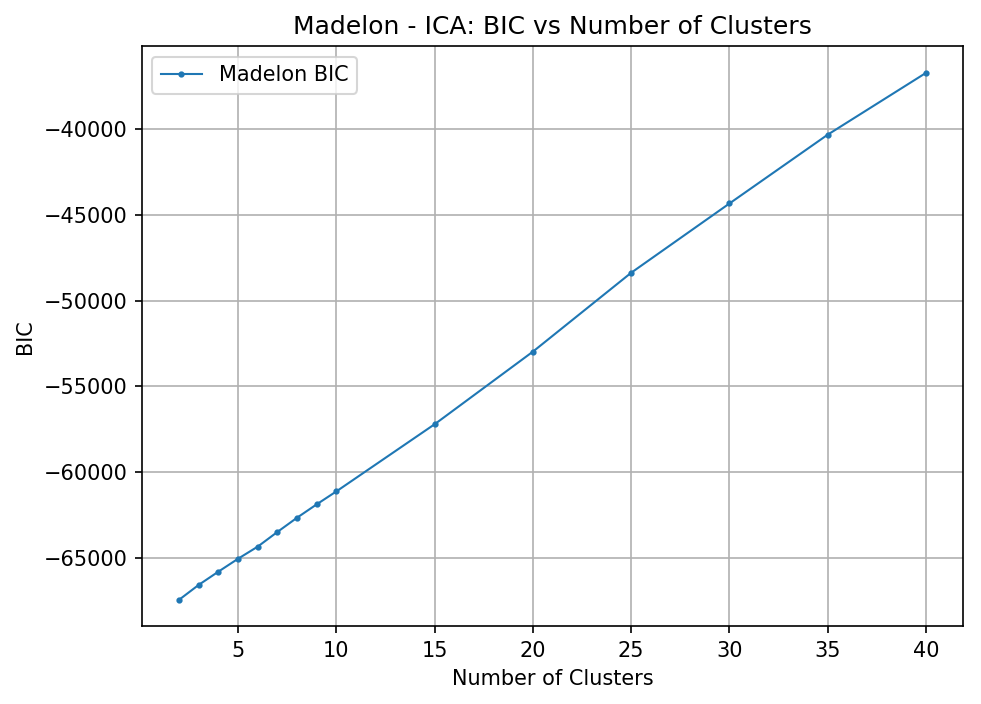 Madelon - ICA: BIC vs Number of Clusters
Madelon BIC
BIC
−40000
−45000
−50000
−55000
−60000
−65000
5 10 15 20 25 30 35 40
Number of Clusters